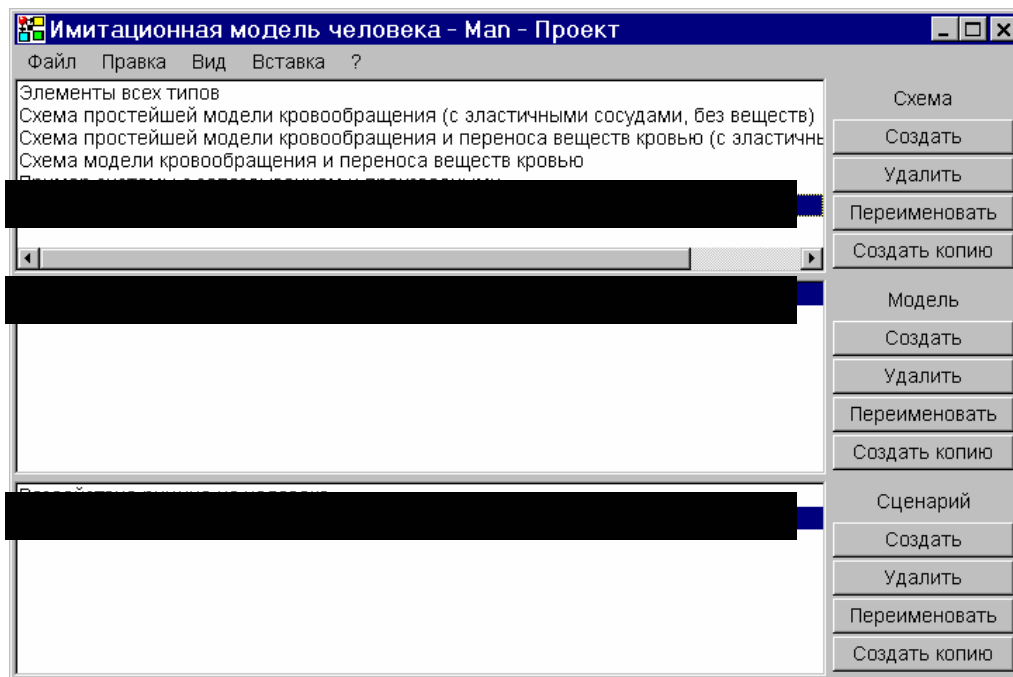 Имитационная модель человека - Man - Проект
Файл Правка Вид Вставка ?
Элементы всех типов
Схема простейшей модели кровообращения (с эластичными сосудами, без веществ)
Схема простейшей модели кровообращения и переноса веществ кровью (с эластичны
Схема модели кровообращения и переноса веществ кровью
Схема
Создать
Удалить
Переименовать
Создать копию
Модель
Создать
Удалить
Переименовать
Создать копию
Сценарий
Создать
Удалить
Переименовать
Создать копию